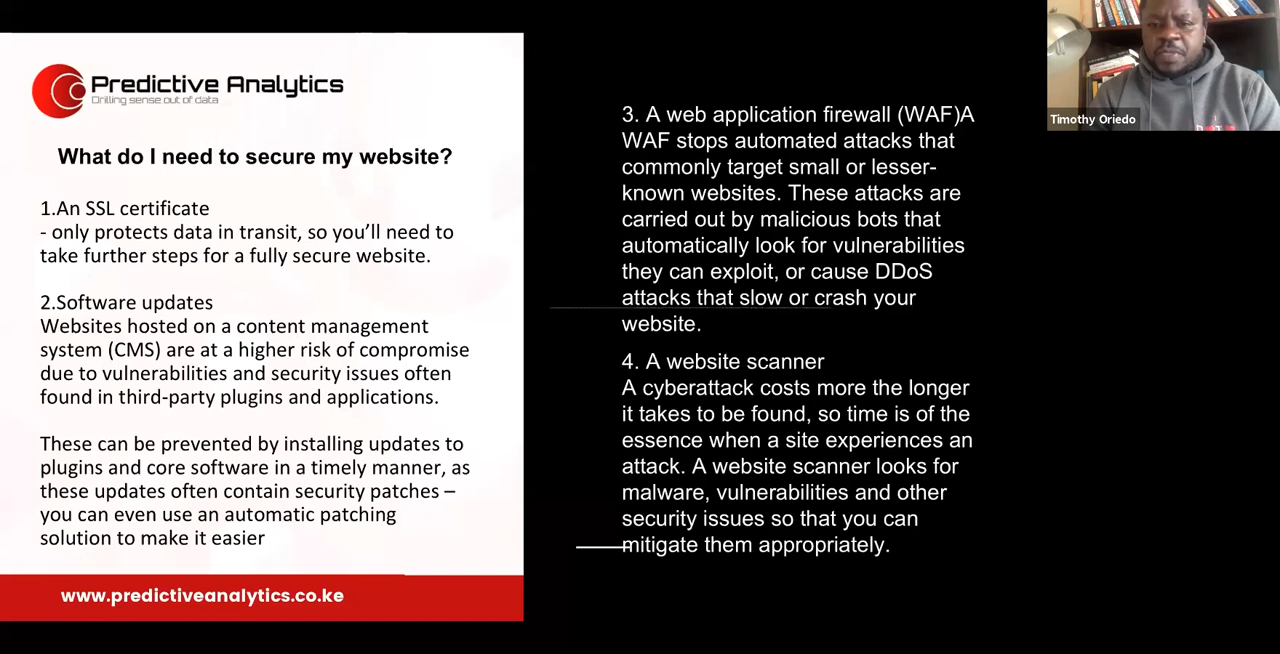 Predictive Analytics
Drilling sense out of data
What do I need to secure my website?
1.An SSL certificate
- only protects data in transit, so you’ll need to
take further steps for a fully secure website.
2.Software updates
Websites hosted on a content management
system (CMS) are at a higher risk of compromise
due to vulnerabilities and security issues often
found in third-party plugins and applications.
These can be prevented by installing updates to
plugins and core software in a timely manner, as
these updates often contain security patches –
you can even use an automatic patching
solution to make it easier
www.predictiveanalytics.co.ke
3. A web application firewall (WAF)A
WAF stops automated attacks that
commonly target small or lesser-
known websites. These attacks are
carried out by malicious bots that
automatically look for vulnerabilities
they can exploit, or cause DDoS
attacks that slow or crash your
website.
4. A website scanner
A cyberattack costs more the longer
it takes to be found, so time is of the
essence when a site experiences an
attack. A website scanner looks for
malware, vulnerabilities and other
security issues so that you can
mitigate them appropriately.
Timothy Oriedo